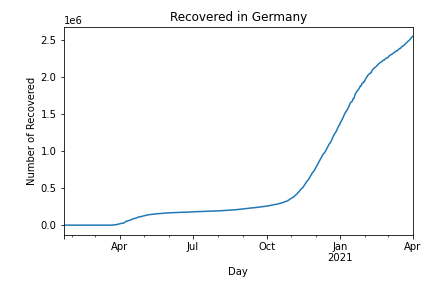 Recovered in Germany
1e6
2.5
2.0
1.5
1.0
0.5
0.0
Number of Recovered
Apr Jul Oct Jan Apr
2021
Day